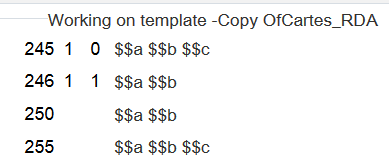 Working on template -Copy OfCartes_RDA
245 1 0 $$a $$b $$c
246 1 1 $$a $$b
250 $$a $$b
255 $$a $$b $$c